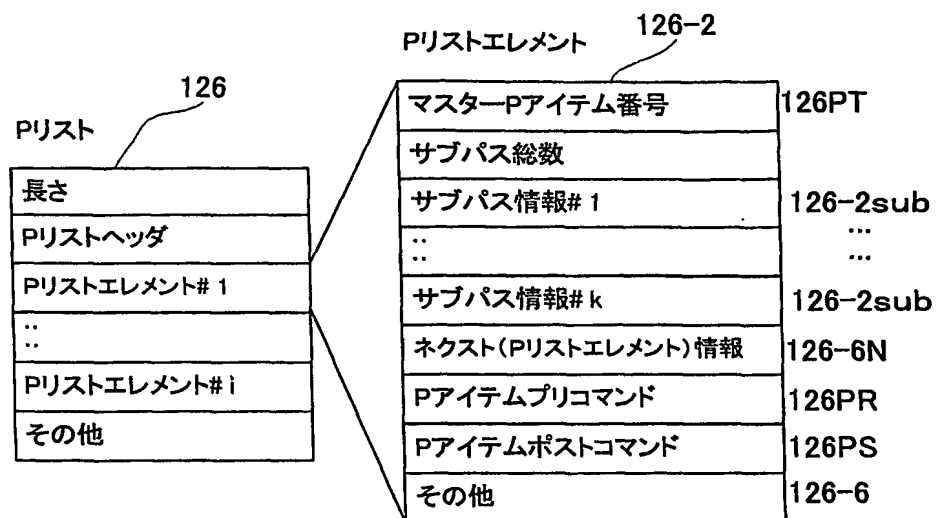 126
Pリスト
長さ
Pリストヘッダ
Pリストエレメント#1
::
::
Pリストエレメント#i
その他
126-2
Pリストエレメント
マスターPアイテム番号 126PT
サブパス総数
サブパス情報#1 126-2sub
:: …
:: …
サブパス情報#k 126-2sub
ネクスト(Pリストエレメント)情報 126-6N
Pアイテムプリコマンド 126PR
Pアイテムポストコマンド 126PS
その他 126-6